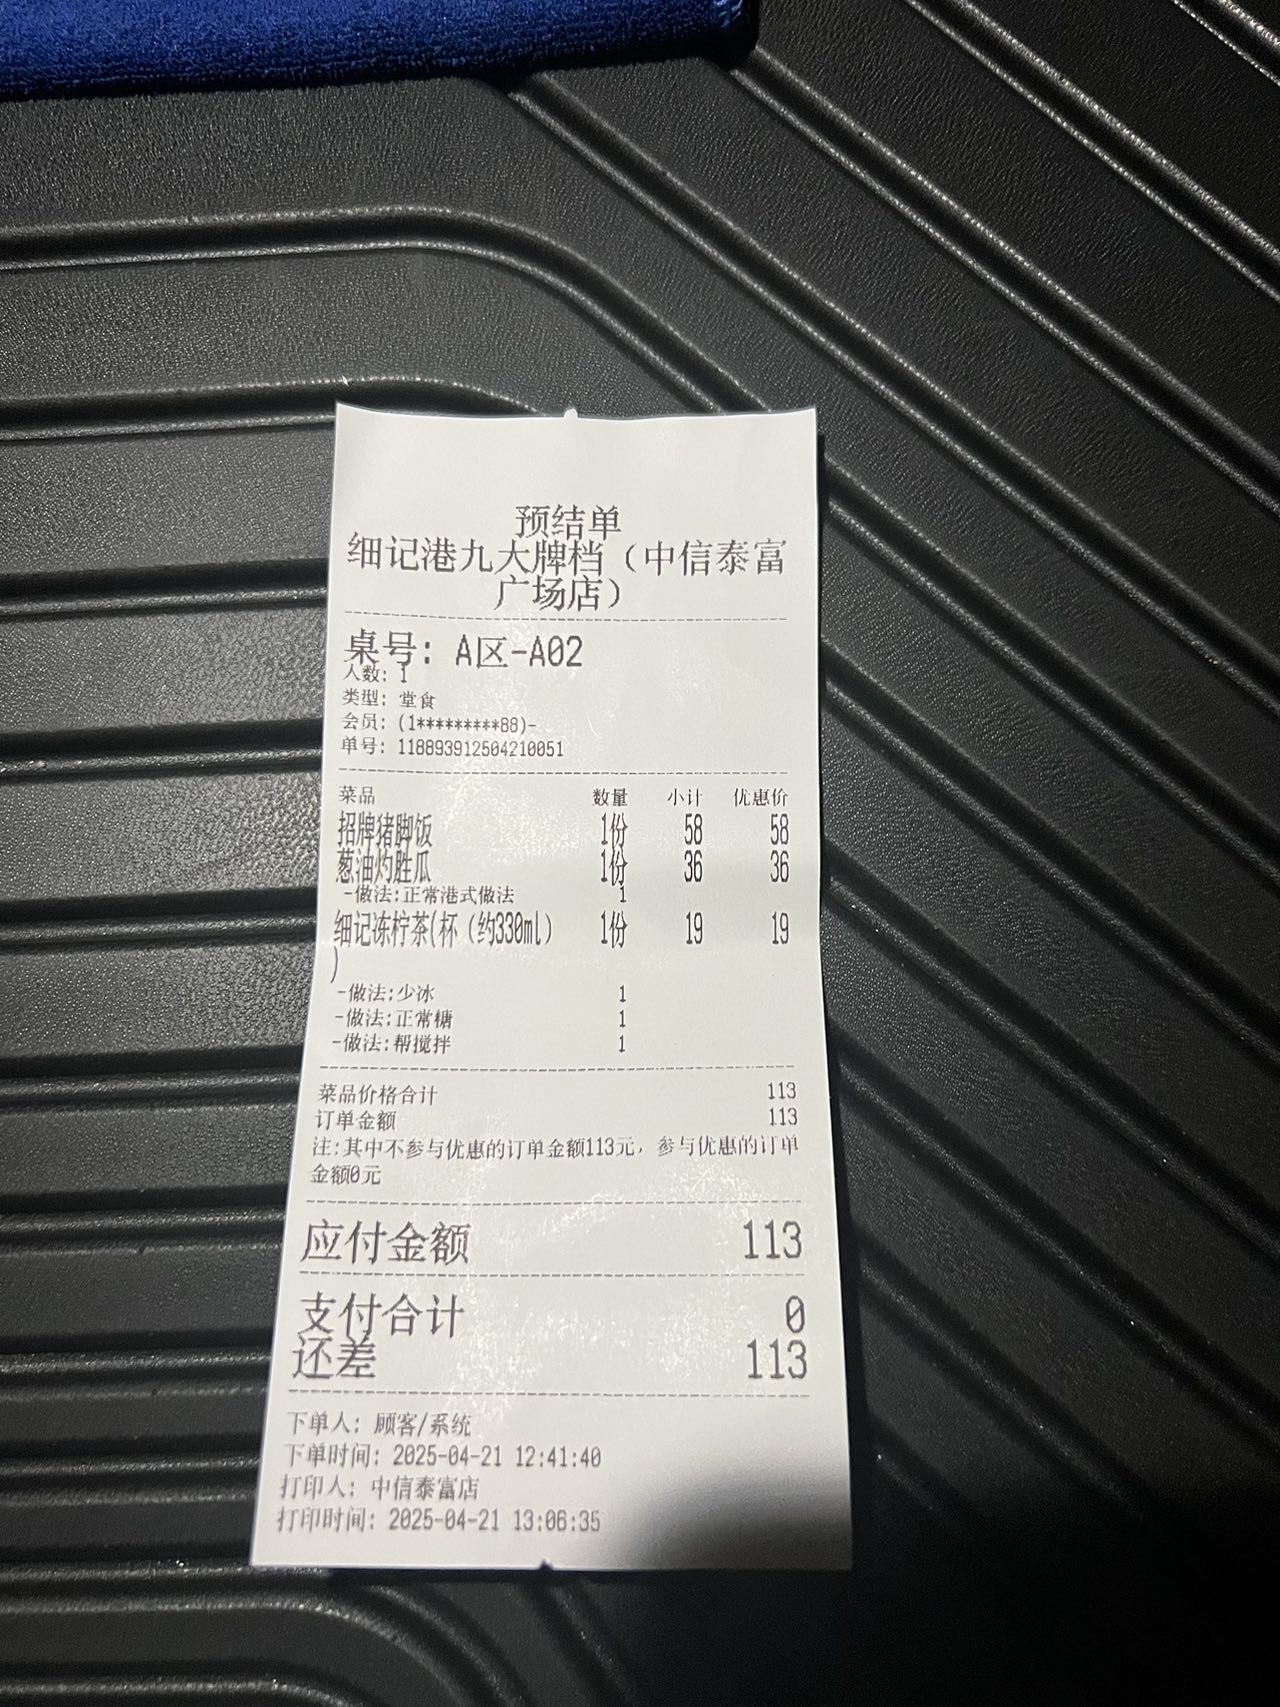 预结单
细记港九大牌档（中信泰富
广场店）
桌号: A区-A02
人数: 1
类型: 堂食
会员: (1*********88)-
单号: 118893912504210051
菜品 数量 小计 优惠价
招牌猪脚饭 1份 58 58
葱油灼胜瓜 1份 36 36
-做法:正常港式做法 1
细记冻柠茶(杯（约330ml） 1份 19 19
)
-做法:少冰 1
-做法:正常糖 1
-做法:帮搅拌 1
菜品价格合计 113
订单金额 113
注:其中不参与优惠的订单金额113元，参与优惠的订单
金额0元
应付金额 113
支付合计 0
还差 113
下单人: 顾客/系统
下单时间: 2025-04-21 12:41:40
打印人: 中信泰富店
打印时间: 2025-04-21 13:06:35